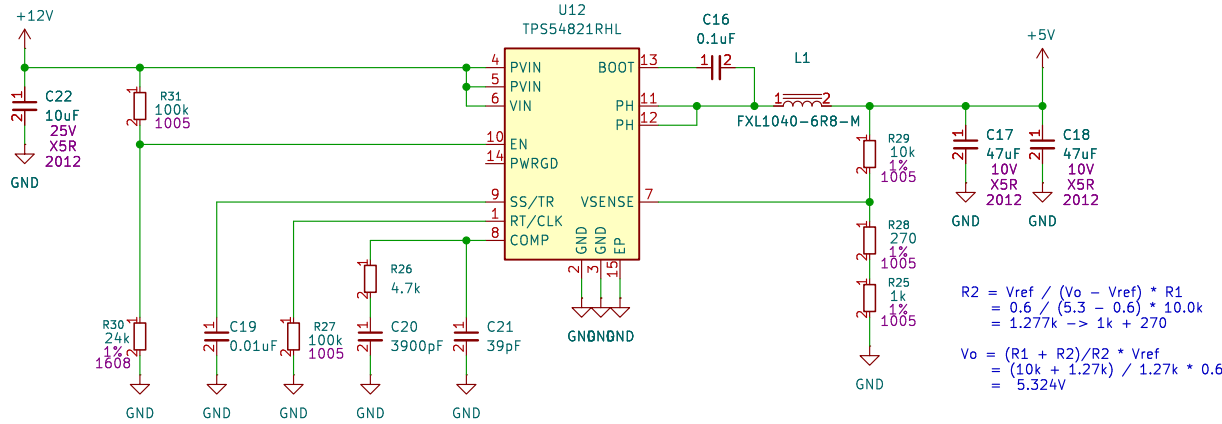 +12V
C22
10uF
25V
X5R
2012
GND
R31
100k
1005
U12
TPS54821RHL
4 PVIN
5 PVIN
6 VIN
10 EN
14 PWRGD
9 SS/TR
1 RT/CLK
8 COMP
BOOT 13
PH 11
PH 12
VSENSE 7
GND GND EP
2 3 15
GND GND GND
C16
0.1uF
1 2
L1
1 2
FXL1040-6R8-M
+5V
R29
10k
1%
1005
C17
47uF
10V
X5R
2012
GND
C18
47uF
10V
X5R
2012
GND
R28
270
1%
1005
R25
1k
1%
1005
GND
R26
4.7k
R30
24k
1%
1608
GND
C19
0.01uF
GND
R27
100k
1005
GND
C20
3900pF
GND
C21
39pF
GND
R2 = Vref / (Vo - Vref) * R1
= 0.6 / (5.3 - 0.6) * 10.0k
= 1.277k -> 1k + 270
Vo = (R1 + R2)/R2 * Vref
= (10k + 1.27k) / 1.27k * 0.6
= 5.324V